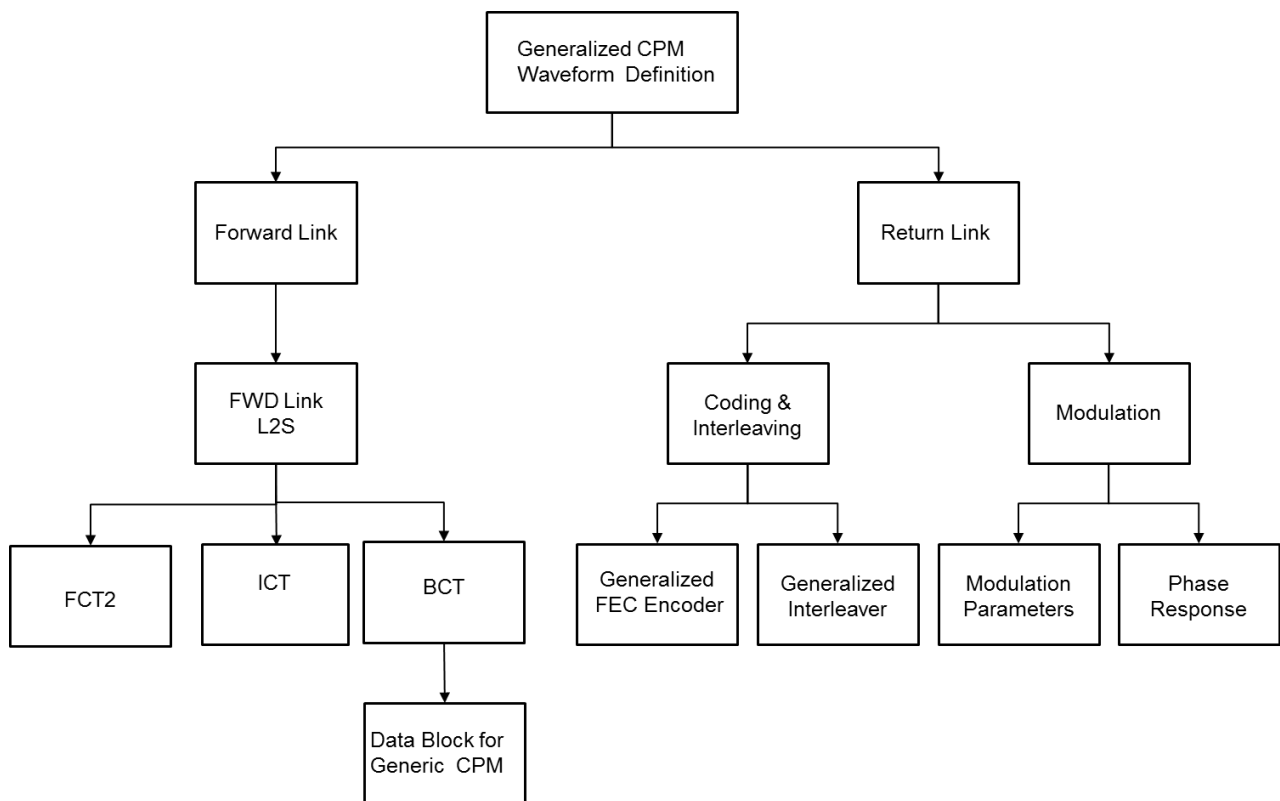 Generalized CPM
Waveform Definition
Forward Link
Return Link
FWD Link
L2S
Coding &
Interleaving
Modulation
FCT2
ICT
BCT
Generalized
FEC Encoder
Generalized
Interleaver
Modulation
Parameters
Phase
Response
Data Block for
Generic CPM